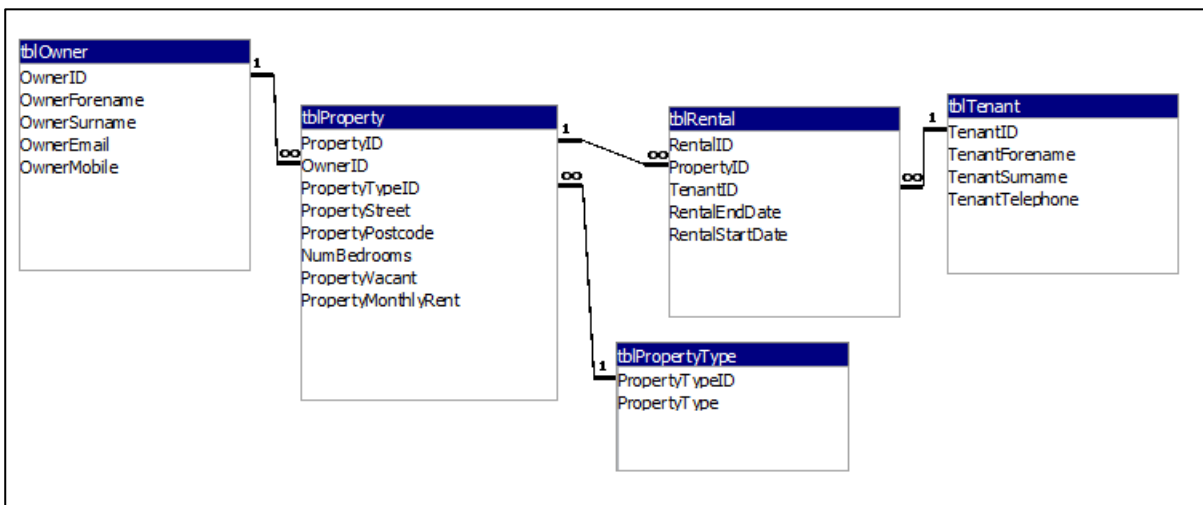 tblOwner
OwnerID
OwnerForename
OwnerSurname
OwnerEmail
OwnerMobile
1
∞
tblProperty
PropertyID
OwnerID
PropertyTypeID
PropertyStreet
PropertyPostcode
NumBedrooms
PropertyVacant
PropertyMonthlyRent
1
∞
∞
tblRental
RentalID
PropertyID
TenantID
RentalEndDate
RentalStartDate
∞
1
tblTenant
TenantID
TenantForename
TenantSurname
TenantTelephone
1
tblPropertyType
PropertyTypeID
PropertyType